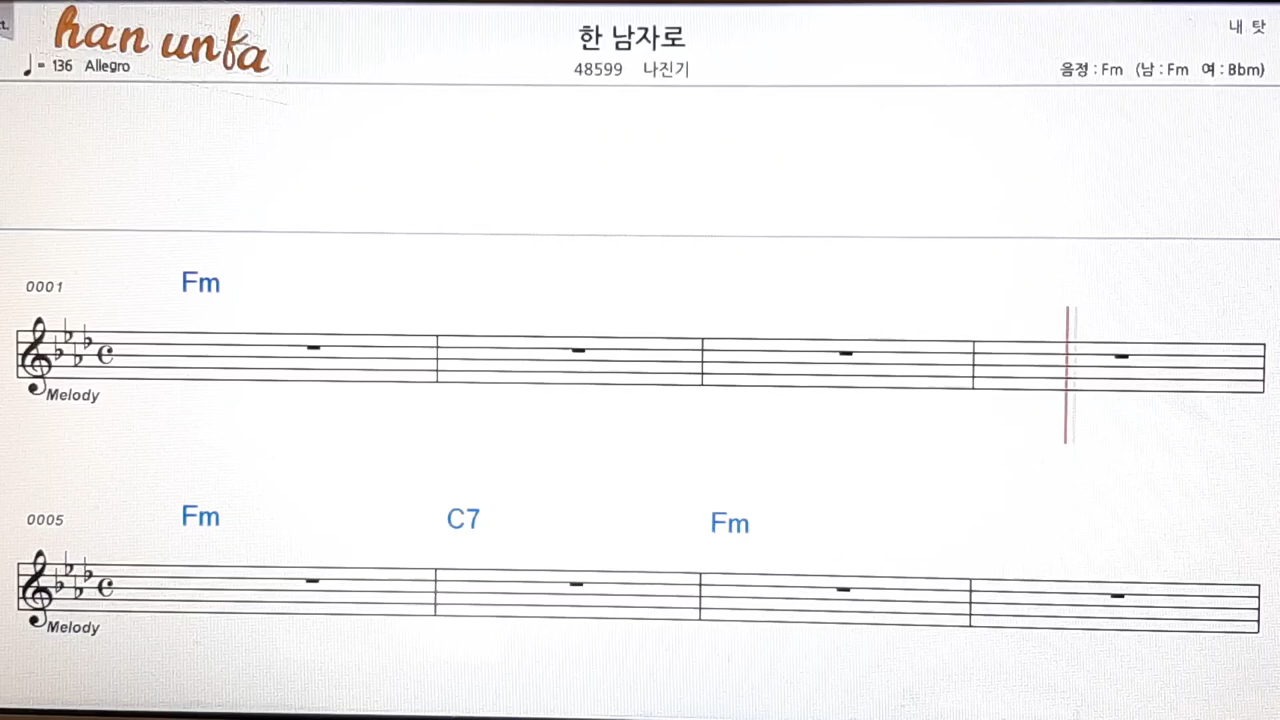 t.
han unka
한 남자로
내 탓
♩ = 136 Allegro
48599 나진기
음정 : Fm (남 : Fm 여 : Bbm)
0001 Fm
Melody
0005 Fm C7 Fm
Melody